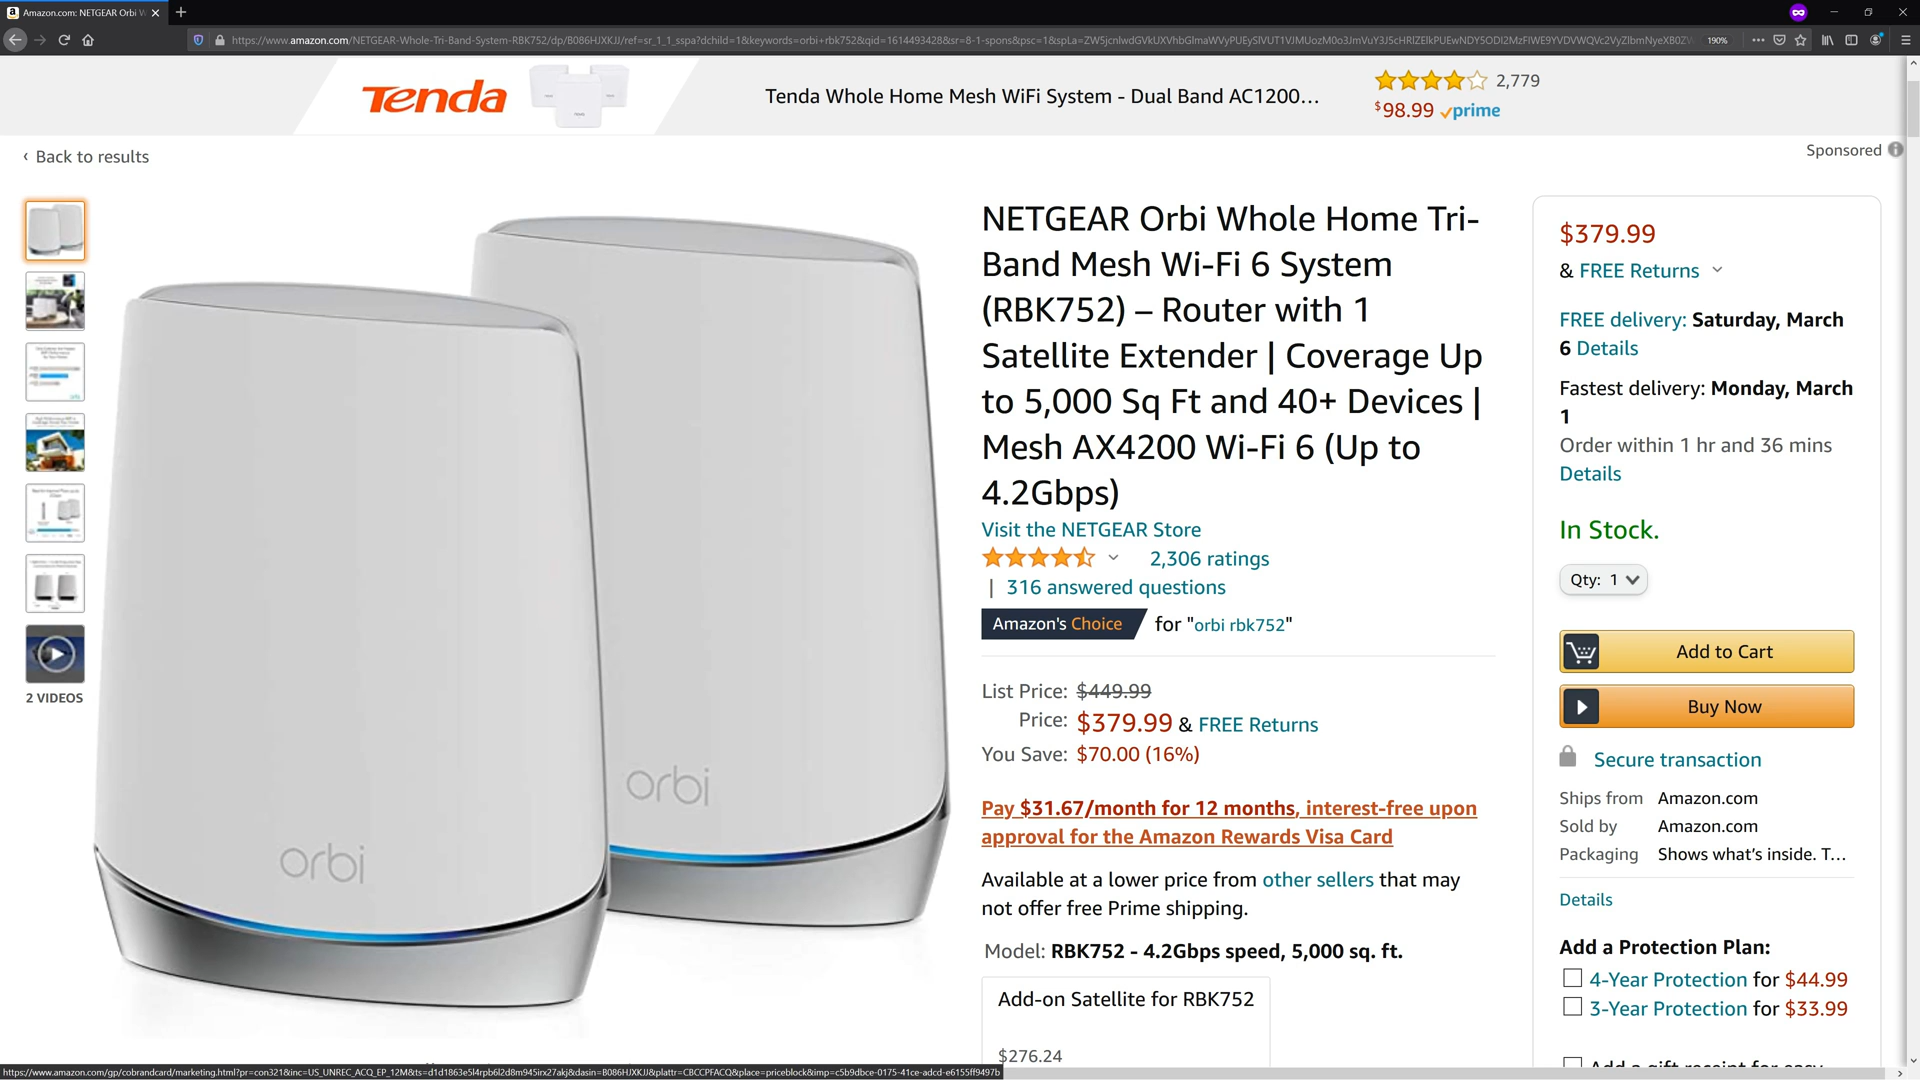 Amazon.com: NETGEAR Orbi W
190%
Tenda
Tenda Whole Home Mesh WiFi System - Dual Band AC1200…
2,779
$98.99 prime
‹ Back to results
Sponsored
2 VIDEOS
orbi
orbi
NETGEAR Orbi Whole Home Tri-
Band Mesh Wi-Fi 6 System
(RBK752) – Router with 1
Satellite Extender | Coverage Up
to 5,000 Sq Ft and 40+ Devices |
Mesh AX4200 Wi-Fi 6 (Up to
4.2Gbps)
Visit the NETGEAR Store
2,306 ratings
| 316 answered questions
Amazon's Choice for "orbi rbk752"
List Price: $449.99
Price: $379.99 & FREE Returns
You Save: $70.00 (16%)
Pay $31.67/month for 12 months, interest-free upon
approval for the Amazon Rewards Visa Card
Available at a lower price from other sellers that may
not offer free Prime shipping.
Model: RBK752 - 4.2Gbps speed, 5,000 sq. ft.
Add-on Satellite for RBK752
$276.24
$379.99
& FREE Returns
FREE delivery: Saturday, March
6 Details
Fastest delivery: Monday, March
1
Order within 1 hr and 36 mins
Details
In Stock.
Qty: 1
Add to Cart
Buy Now
Secure transaction
Ships from Amazon.com
Sold by Amazon.com
Packaging Shows what's inside. T…
Details
Add a Protection Plan:
4-Year Protection for $44.99
3-Year Protection for $33.99
Add a gift receipt for easy